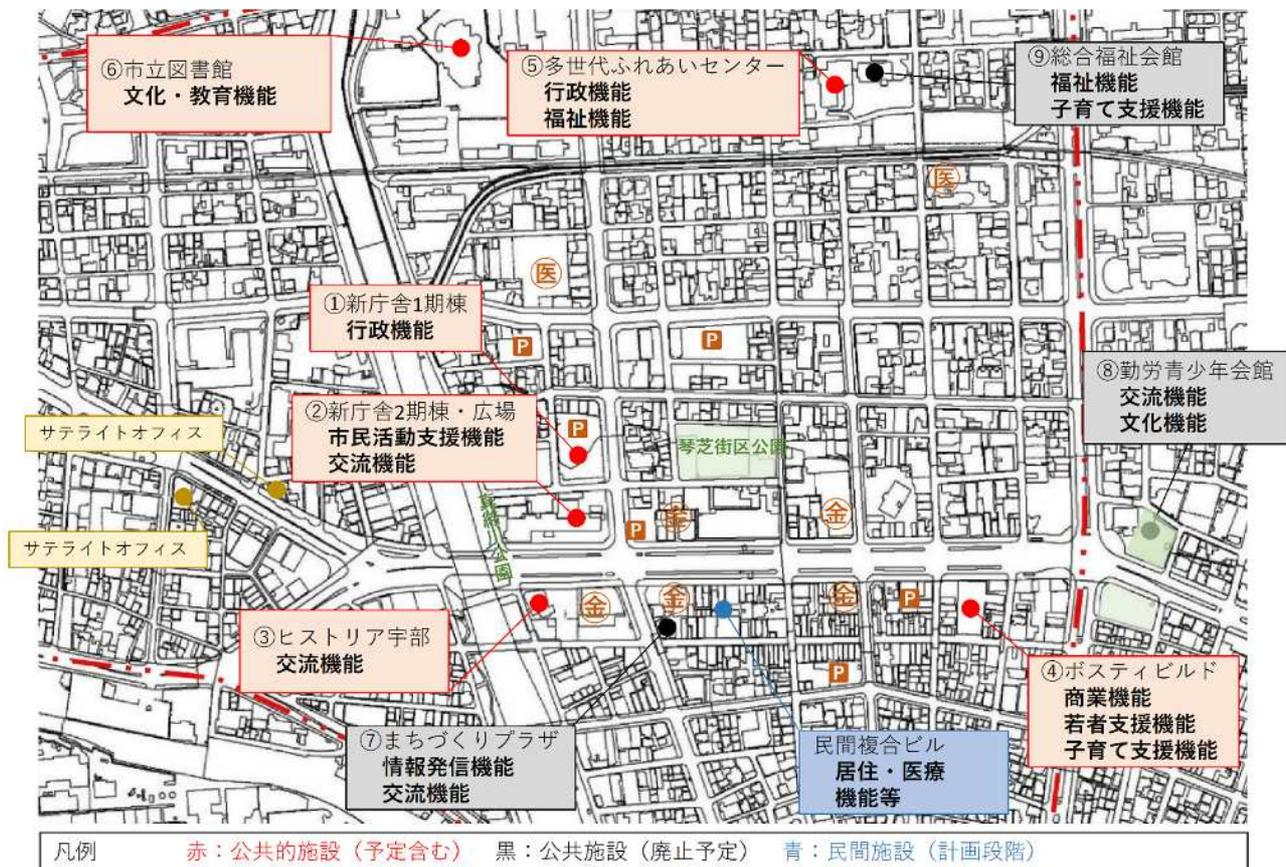 ⑥市立図書館
文化・教育機能
⑤多世代ふれあいセンター
行政機能
福祉機能
⑨総合福祉会館
福祉機能
子育て支援機能
医
医
①新庁舎1期棟
行政機能
P
P
⑧勤労青少年会館
交流機能
文化機能
②新庁舎2期棟・広場
市民活動支援機能
交流機能
P
琴芝街区公園
サテライトオフィス
サテライトオフィス
真締川公園
P
金
金
③ヒストリア宇部
交流機能
金
金
金
P
P
④ボスティビルド
商業機能
若者支援機能
子育て支援機能
⑦まちづくりプラザ
情報発信機能
交流機能
民間複合ビル
居住・医療
機能等
凡例 赤：公共的施設（予定含む） 黒：公共施設（廃止予定） 青：民間施設（計画段階）